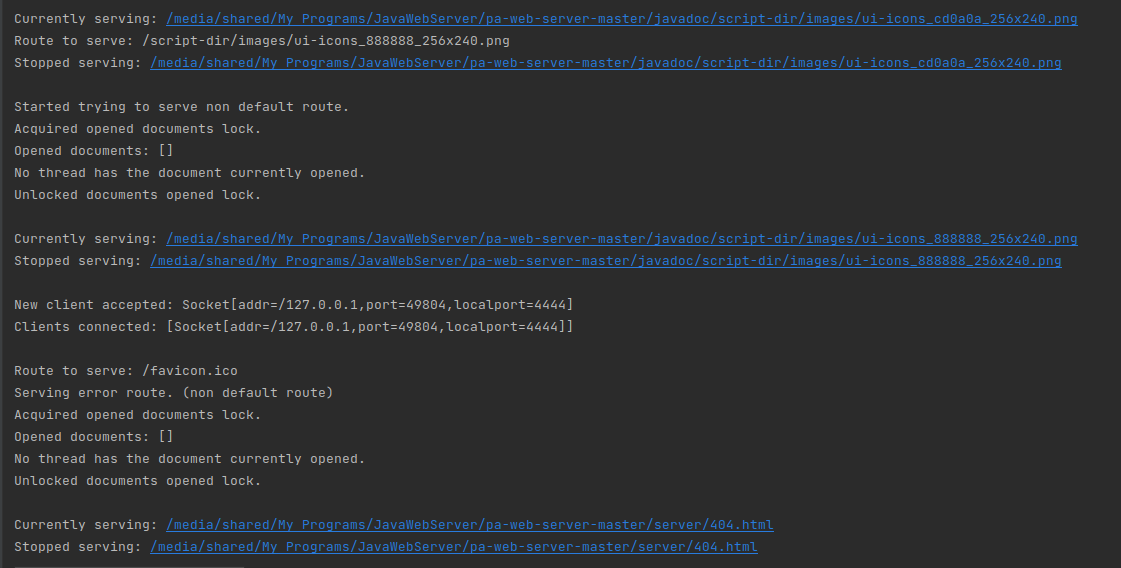 Currently serving: /media/shared/My Programs/JavaWebServer/pa-web-server-master/javadoc/script-dir/images/ui-icons_cd0a0a_256x240.png
Route to serve: /script-dir/images/ui-icons_888888_256x240.png
Stopped serving: /media/shared/My Programs/JavaWebServer/pa-web-server-master/javadoc/script-dir/images/ui-icons_cd0a0a_256x240.png
Started trying to serve non default route.
Acquired opened documents lock.
Opened documents: []
No thread has the document currently opened.
Unlocked documents opened lock.
Currently serving: /media/shared/My Programs/JavaWebServer/pa-web-server-master/javadoc/script-dir/images/ui-icons_888888_256x240.png
Stopped serving: /media/shared/My Programs/JavaWebServer/pa-web-server-master/javadoc/script-dir/images/ui-icons_888888_256x240.png
New client accepted: Socket[addr=/127.0.0.1,port=49804,localport=4444]
Clients connected: [Socket[addr=/127.0.0.1,port=49804,localport=4444]]
Route to serve: /favicon.ico
Serving error route. (non default route)
Acquired opened documents lock.
Opened documents: []
No thread has the document currently opened.
Unlocked documents opened lock.
Currently serving: /media/shared/My Programs/JavaWebServer/pa-web-server-master/server/404.html
Stopped serving: /media/shared/My Programs/JavaWebServer/pa-web-server-master/server/404.html